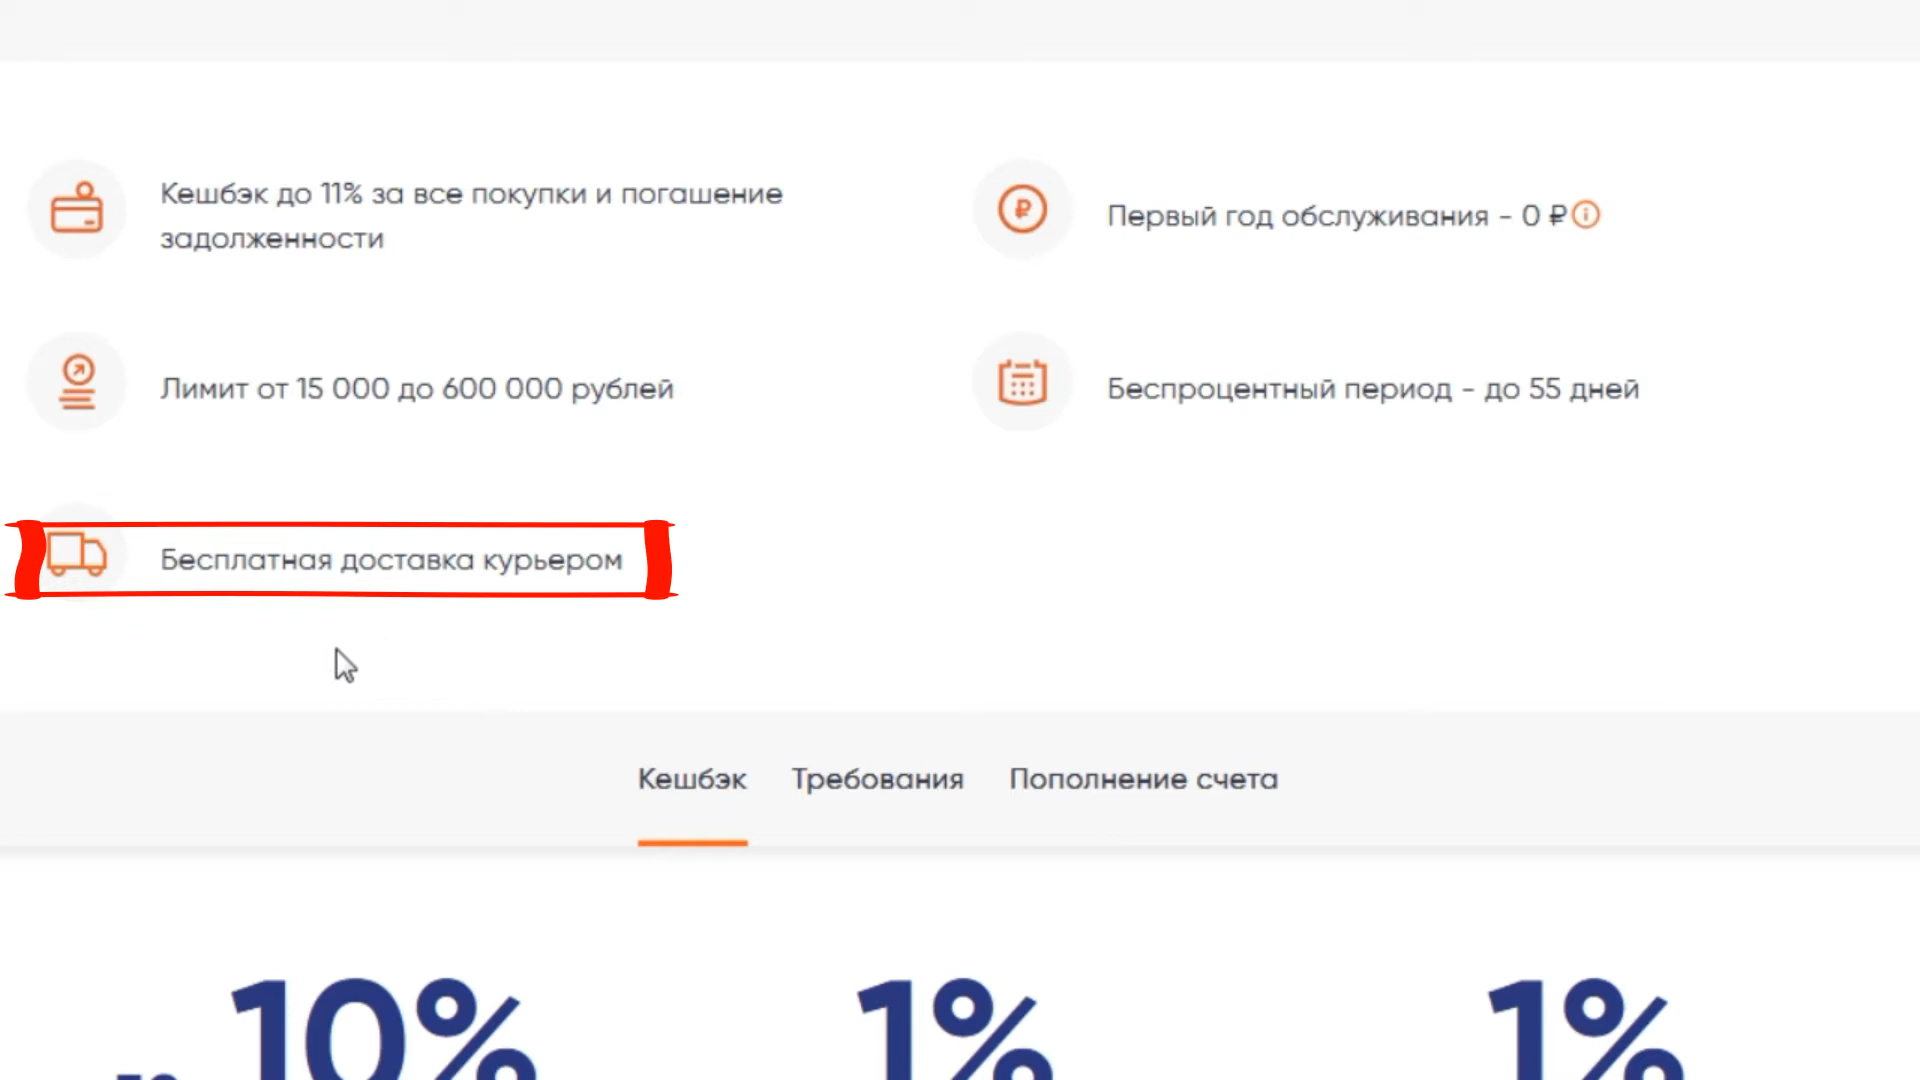 Кешбэк до 11% за все покупки и погашение
задолженности
Первый год обслуживания - 0 ₽
Лимит от 15 000 до 600 000 рублей
Беспроцентный период - до 55 дней
Бесплатная доставка курьером
Кешбэк Требования Пополнение счета
10% 1% 1%